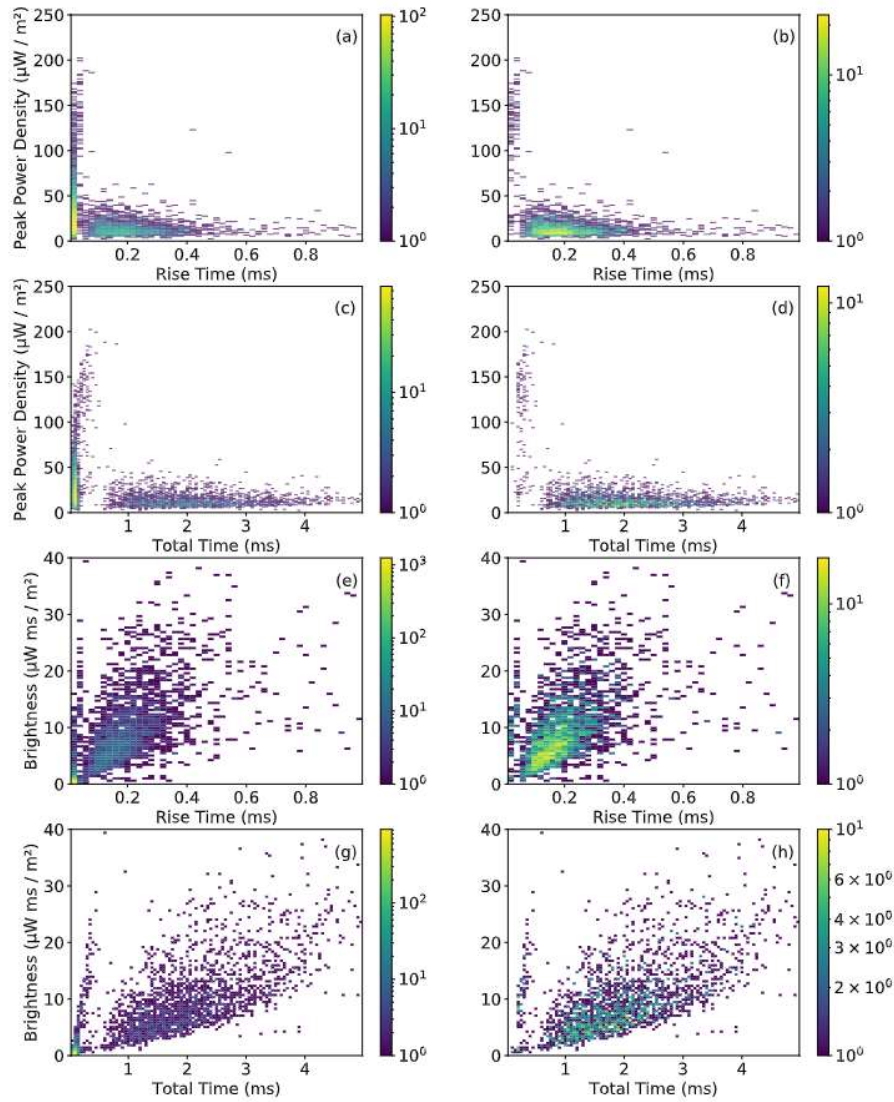 250
200
150
100
50
0
Peak Power Density (µW / m²)
(a)
0.2 0.4 0.6 0.8
Rise Time (ms)
10²
10¹
10⁰
250
200
150
100
50
0
(b)
0.2 0.4 0.6 0.8
Rise Time (ms)
10¹
10⁰
250
200
150
100
50
0
Peak Power Density (µW / m²)
(c)
1 2 3 4
Total Time (ms)
10¹
10⁰
250
200
150
100
50
0
(d)
1 2 3 4
Total Time (ms)
10¹
10⁰
40
30
20
10
0
Brightness (µW ms / m²)
(e)
0.2 0.4 0.6 0.8
Rise Time (ms)
10³
10²
10¹
10⁰
40
30
20
10
0
(f)
0.2 0.4 0.6 0.8
Rise Time (ms)
10¹
10⁰
40
30
20
10
0
Brightness (µW ms / m²)
(g)
1 2 3 4
Total Time (ms)
10²
10¹
10⁰
40
30
20
10
0
(h)
1 2 3 4
Total Time (ms)
10¹
6 × 10⁰
4 × 10⁰
3 × 10⁰
2 × 10⁰
10⁰